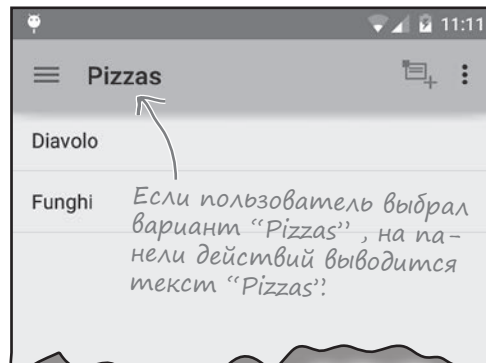 11:11
Pizzas
Diavolo
Funghi
Если пользователь выбрал
вариант “Pizzas” , на па-
нели действий выводится
текст “Pizzas”.